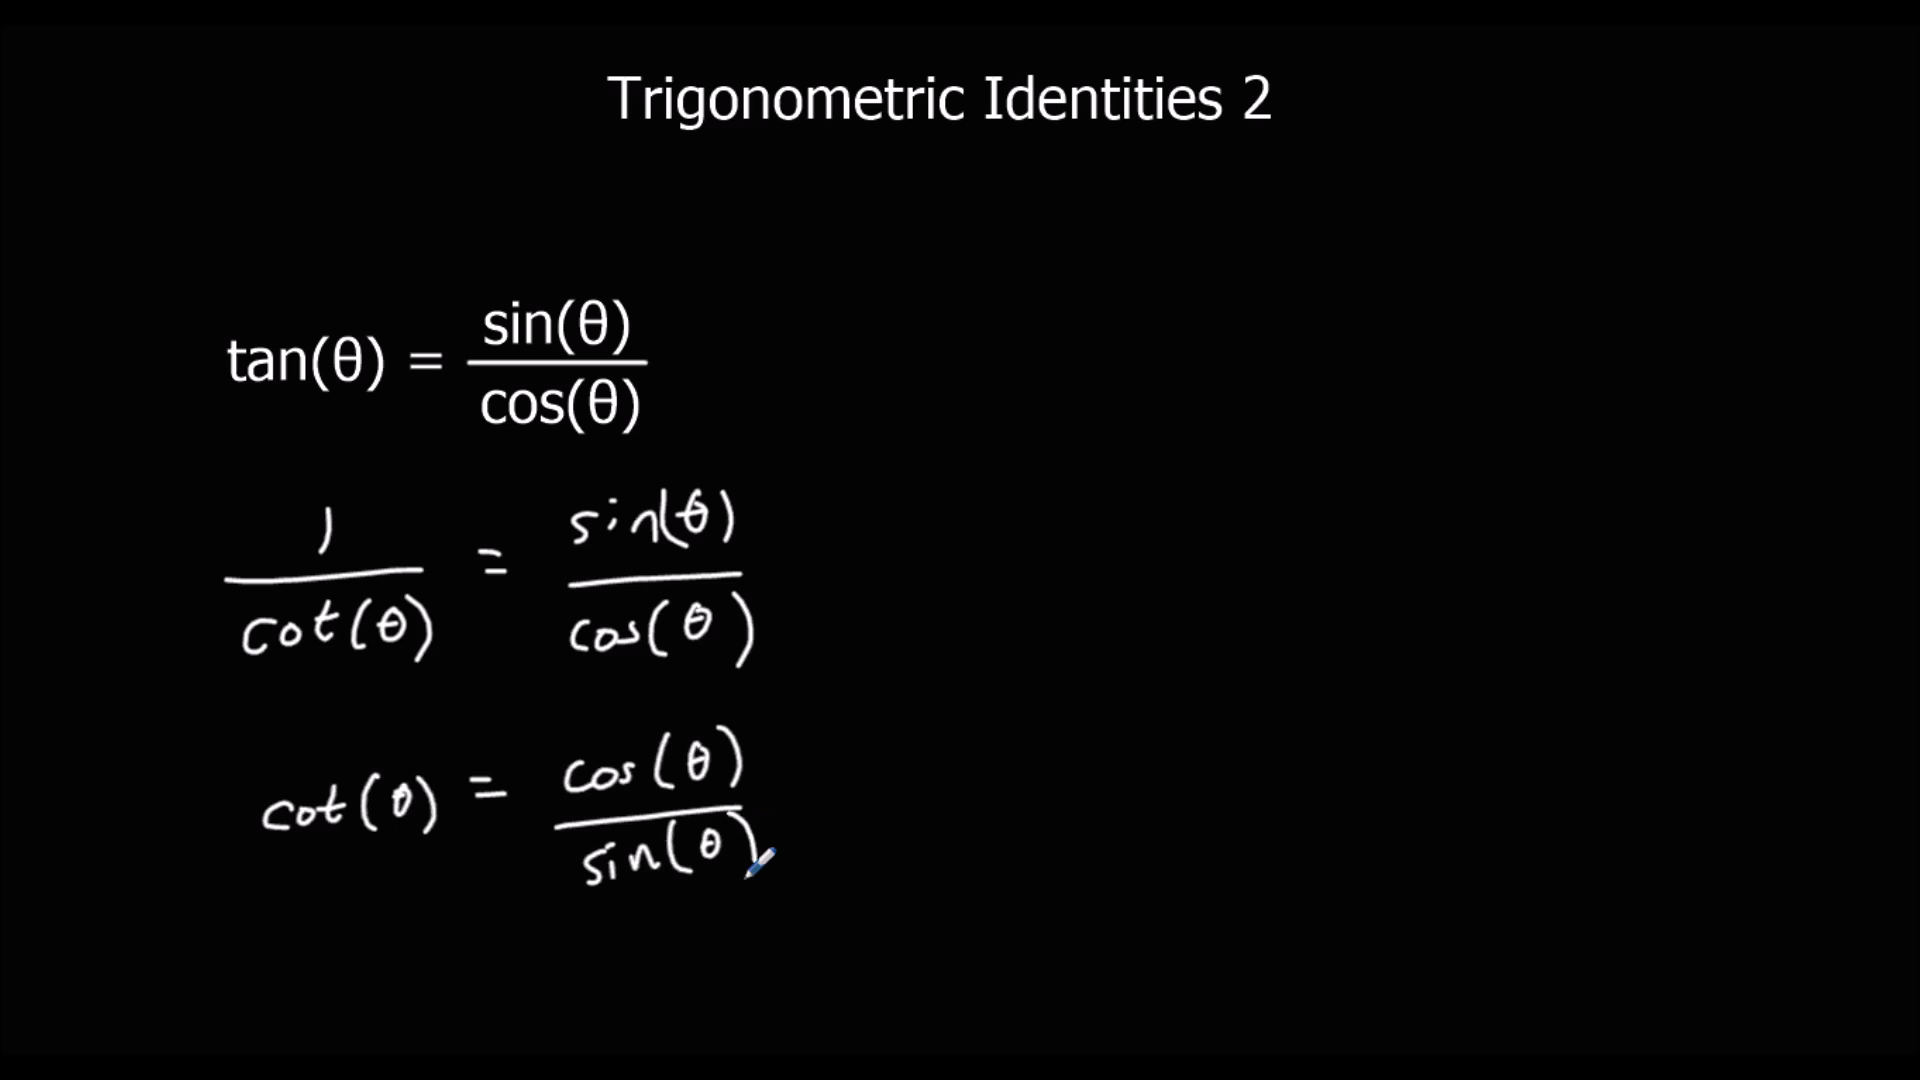 Trigonometric Identities 2
tan(θ) = sin(θ) / cos(θ)
1 / cot(θ) = sin(θ) / cos(θ)
cot(θ) = cos(θ) / sin(θ)